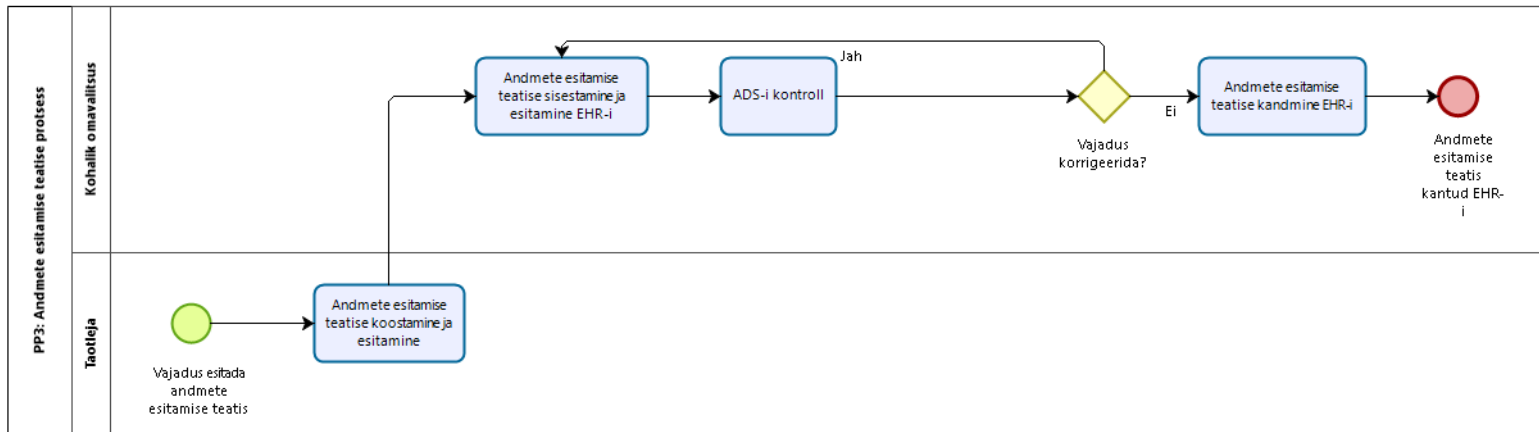 PP3: Andmete esitamise teatise protsess
Kohalik omavalitsus
Andmete esitamise
teatise sisestamine ja
esitamine EHR-i
ADS-i kontroll
Jah
Vajadus
korrigeerida?
Ei
Andmete esitamise
teatise kandmine EHR-i
Andmete
esitamise
teatis
kantud EHR-
i
Taotleja
Vajadus esitada
andmete
esitamise teatis
Andmete esitamise
teatise koostamine ja
esitamine